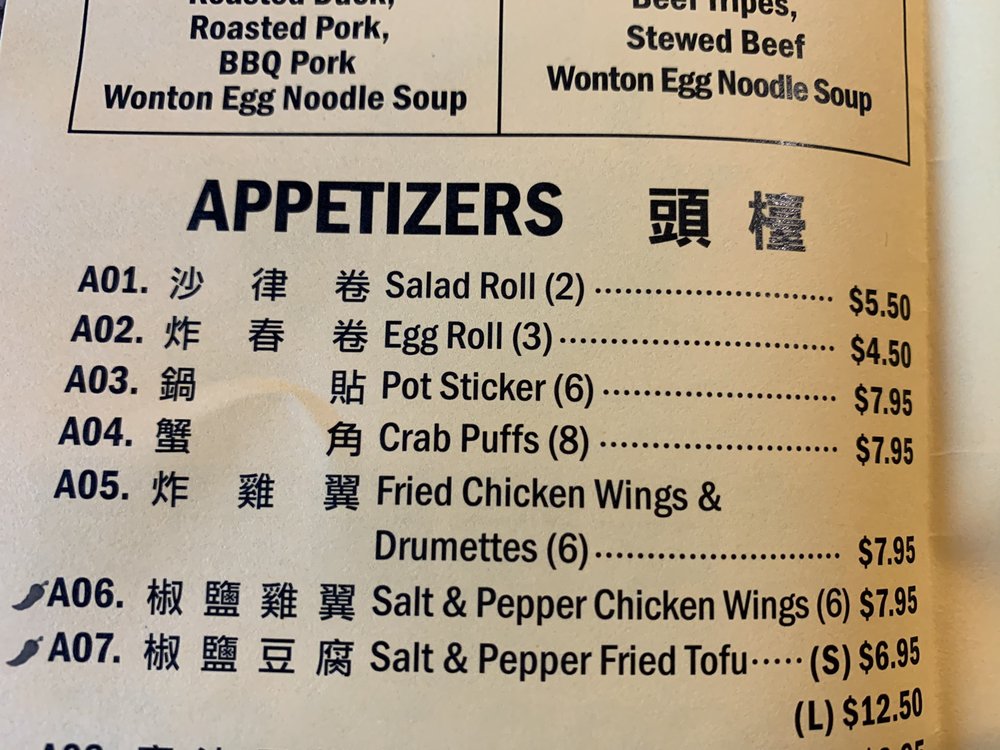 Roasted Duck,
Roasted Pork,
BBQ Pork
Wonton Egg Noodle Soup
Beef Tripes,
Stewed Beef
Wonton Egg Noodle Soup
APPETIZERS 頭檯
A01. 沙律卷 Salad Roll (2) $5.50
A02. 炸春卷 Egg Roll (3) $4.50
A03. 鍋貼 Pot Sticker (6) $7.95
A04. 蟹角 Crab Puffs (8) $7.95
A05. 炸雞翼 Fried Chicken Wings &
Drumettes (6) $7.95
A06. 椒鹽雞翼 Salt & Pepper Chicken Wings (6) $7.95
A07. 椒鹽豆腐 Salt & Pepper Fried Tofu (S) $6.95
(L) $12.50